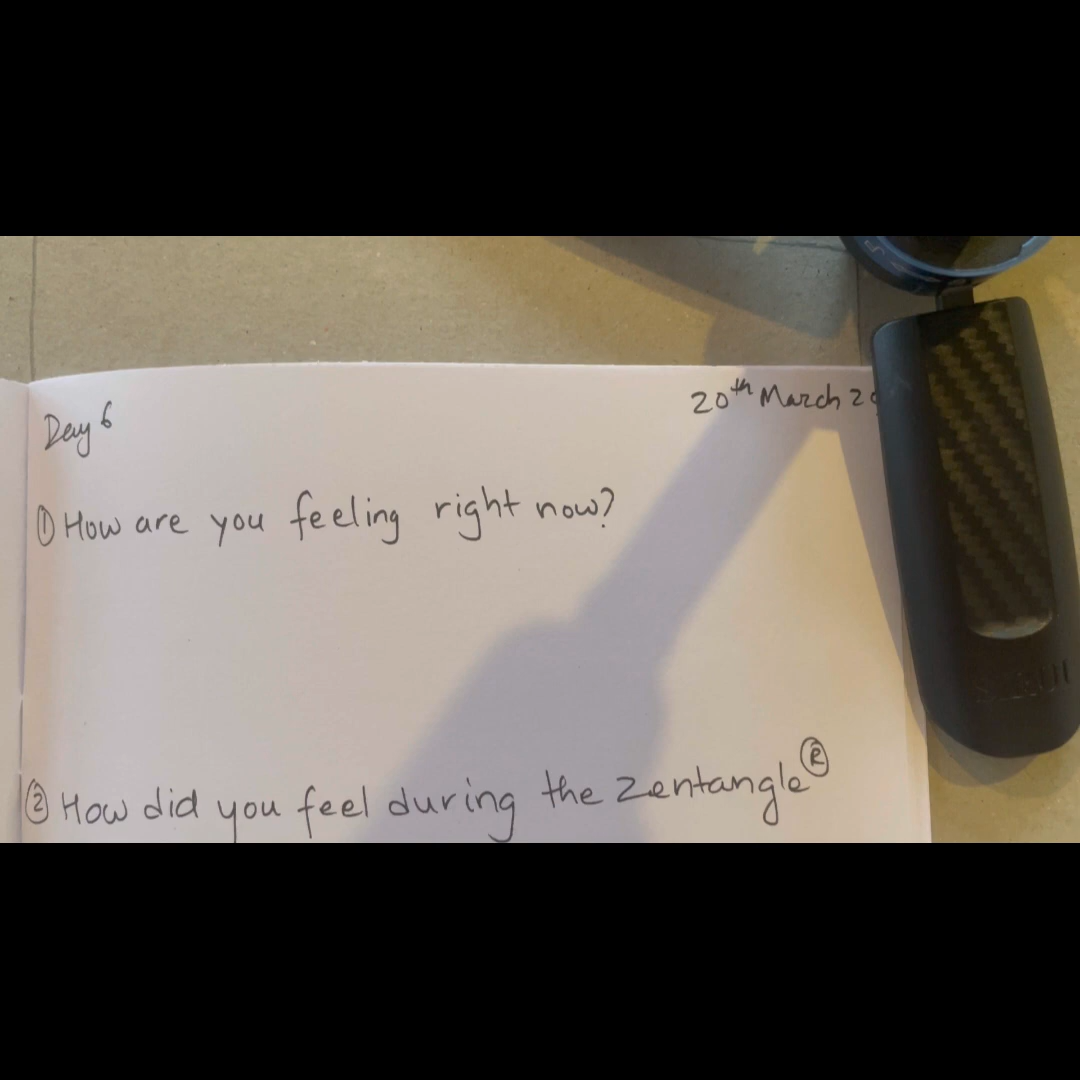 Day 6
20th March 20
① How are you feeling right now?
② How did you feel during the Zentangle®